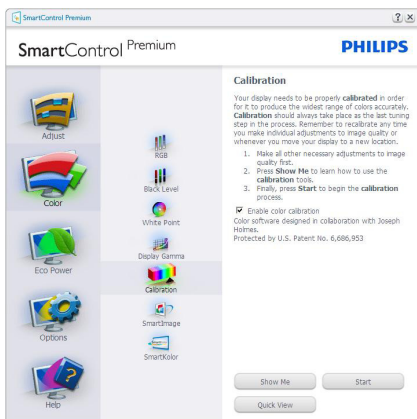 SmartControl Premium
SmartControl Premium
PHILIPS
Adjust
Color
Eco Power
Options
Help
RGB
Black Level
White Point
Display Gamma
Calibration
SmartImage
SmartKolor
Calibration
Your display needs to be properly calibrated in order
for it to produce the widest range of colors accurately.
Calibration should always take place as the last tuning
step in the process. Remember to recalibrate any time
you make individual adjustments to image quality or
whenever you move your display to a new location.
1. Make all other necessary adjustments to image
quality first.
2. Press Show Me to learn how to use the
calibration tools.
3. Finally, press Start to begin the calibration
process.
Enable color calibration
Color software designed in collaboration with Joseph
Holmes.
Protected by U.S. Patent No. 6,686,953
Show Me
Start
Quick View